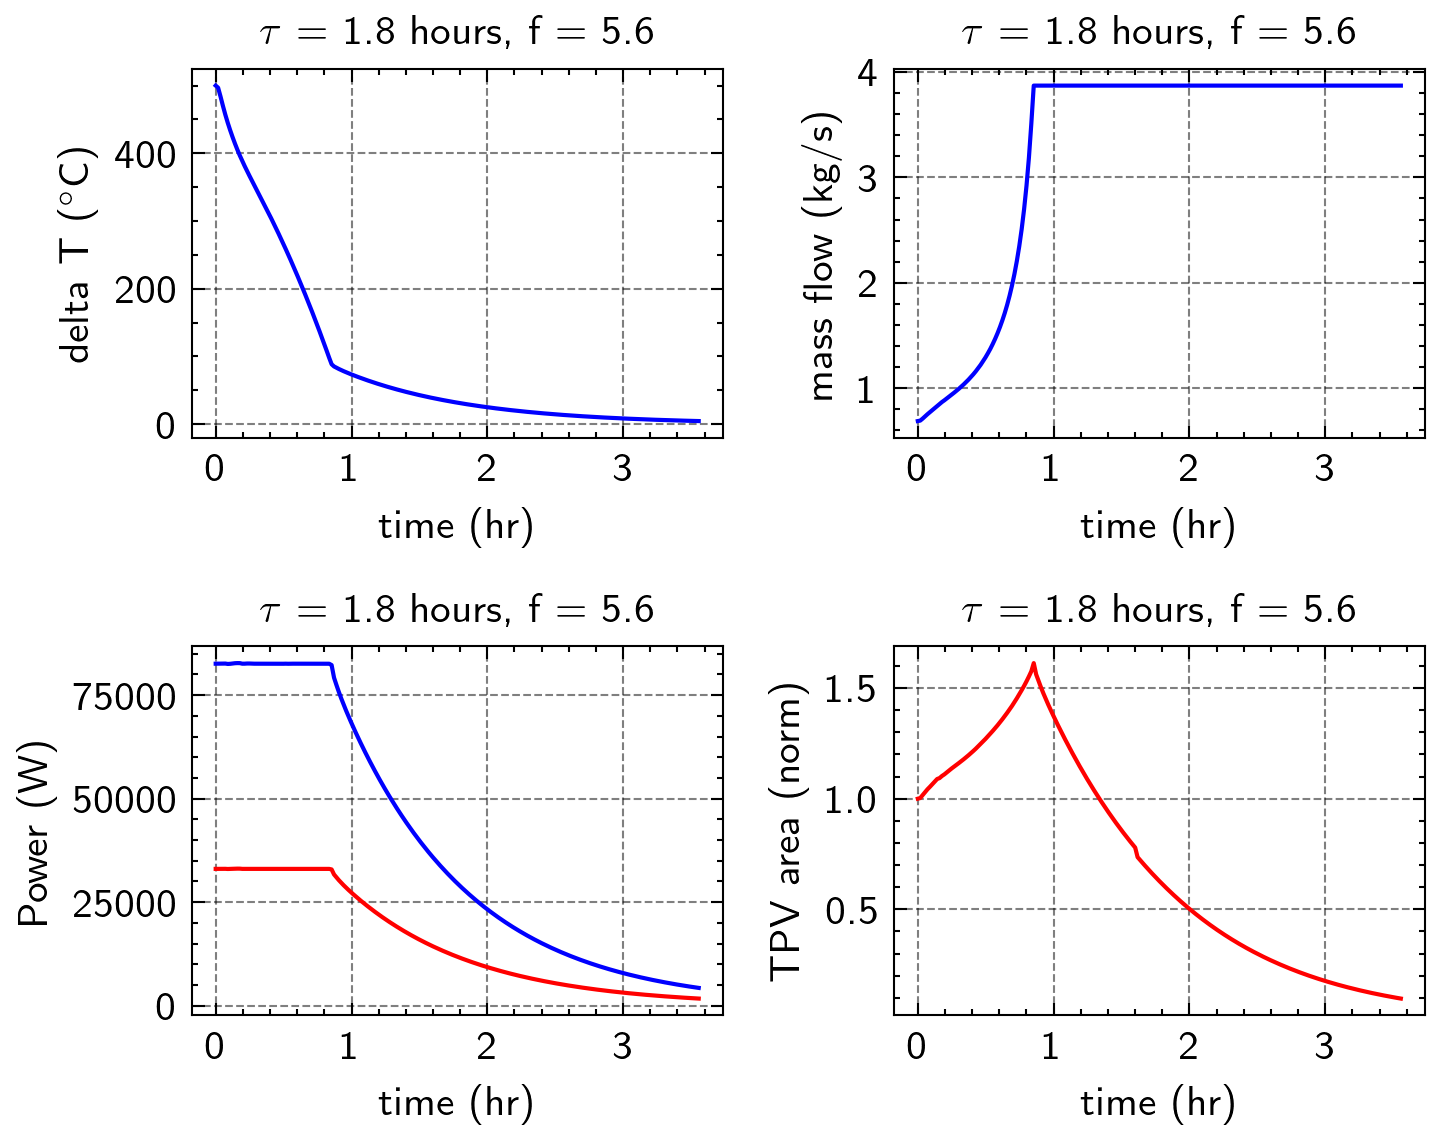 τ = 1.8 hours, f = 5.6
delta T (°C)
400
200
0
0 1 2 3
time (hr)
τ = 1.8 hours, f = 5.6
mass flow (kg/s)
4
3
2
1
0 1 2 3
time (hr)
τ = 1.8 hours, f = 5.6
Power (W)
75000
50000
25000
0
0 1 2 3
time (hr)
τ = 1.8 hours, f = 5.6
TPV area (norm)
1.5
1.0
0.5
0 1 2 3
time (hr)